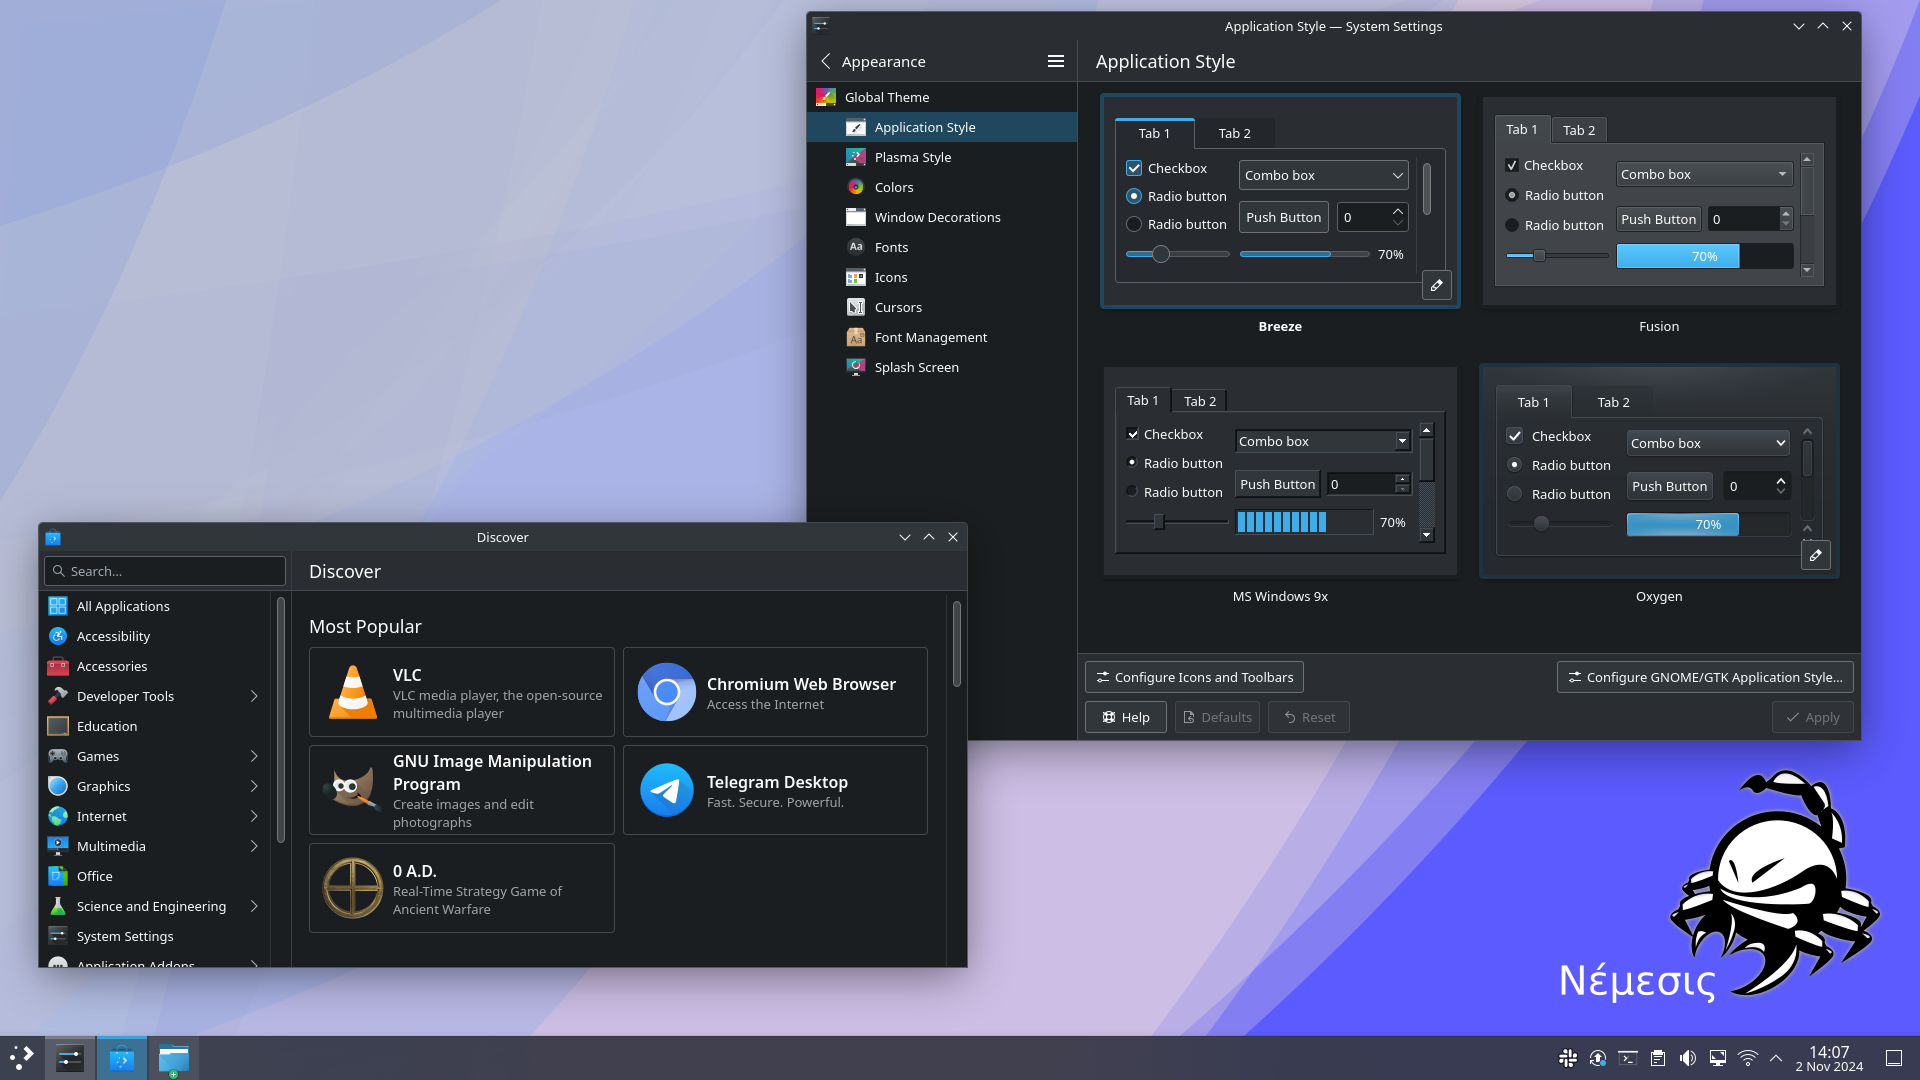 Application Style — System Settings
Appearance
Application Style
Global Theme
Application Style
Plasma Style
Colors
Window Decorations
Fonts
Icons
Cursors
Font Management
Splash Screen
Tab 1
Tab 2
Checkbox
Combo box
Radio button
Push Button
0
Radio button
70%
Breeze
Tab 1
Tab 2
Checkbox
Combo box
Radio button
Push Button
0
Radio button
70%
Fusion
Tab 1
Tab 2
Checkbox
Combo box
Radio button
Push Button
0
Radio button
70%
MS Windows 9x
Tab 1
Tab 2
Checkbox
Combo box
Radio button
Push Button
0
Radio button
70%
Oxygen
Configure Icons and Toolbars
Configure GNOME/GTK Application Style...
Help
Defaults
Reset
Apply
Discover
Search...
Discover
All Applications
Accessibility
Accessories
Developer Tools
Education
Games
Graphics
Internet
Multimedia
Office
Science and Engineering
System Settings
Application Addons
Most Popular
VLC
VLC media player, the open-source
multimedia player
Chromium Web Browser
Access the Internet
GNU Image Manipulation
Program
Create images and edit
photographs
Telegram Desktop
Fast. Secure. Powerful.
0 A.D.
Real-Time Strategy Game of
Ancient Warfare
Νέμεσις
14:07
2 Nov 2024